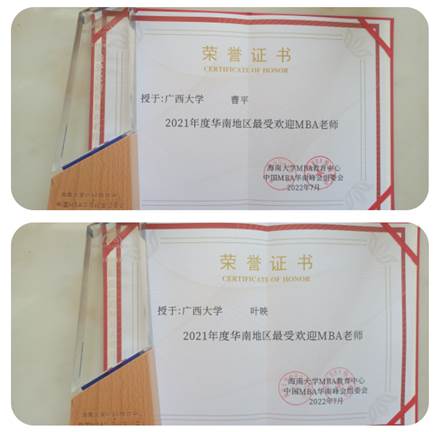 荣誉证书
CERTIFICATE OF HONOR
授于:广西大学 曹平
2021年度华南地区最受欢迎MBA老师
海南大学MBA教育中心
中国MBA华南峰会组委会
2022年7月
荣誉证书
CERTIFICATE OF HONOR
授于:广西大学 叶映
2021年度华南地区最受欢迎MBA老师
海南大学MBA教育中心
中国MBA华南峰会组委会
2022年7月